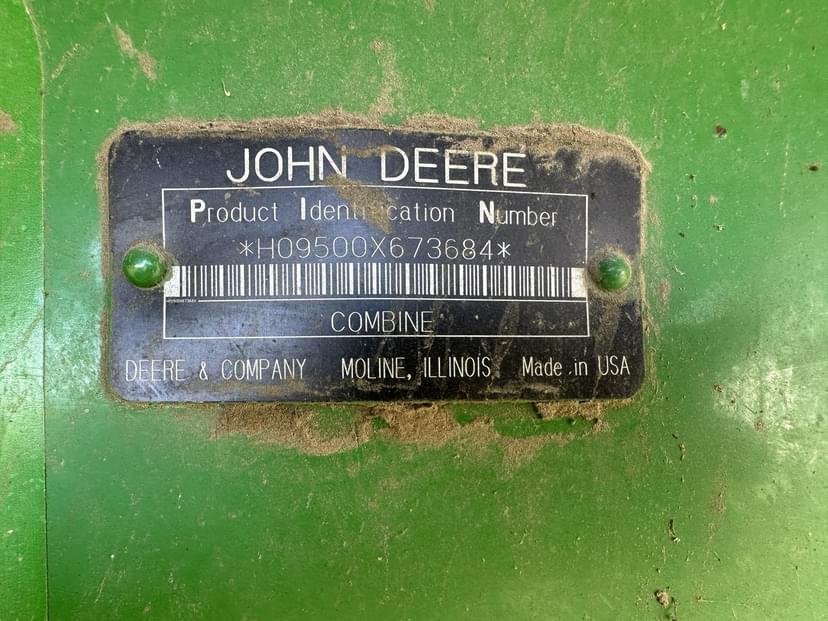 JOHN DEERE
Product Identification Number
*H09500X673684*
COMBINE
DEERE & COMPANY MOLINE, ILLINOIS Made in USA